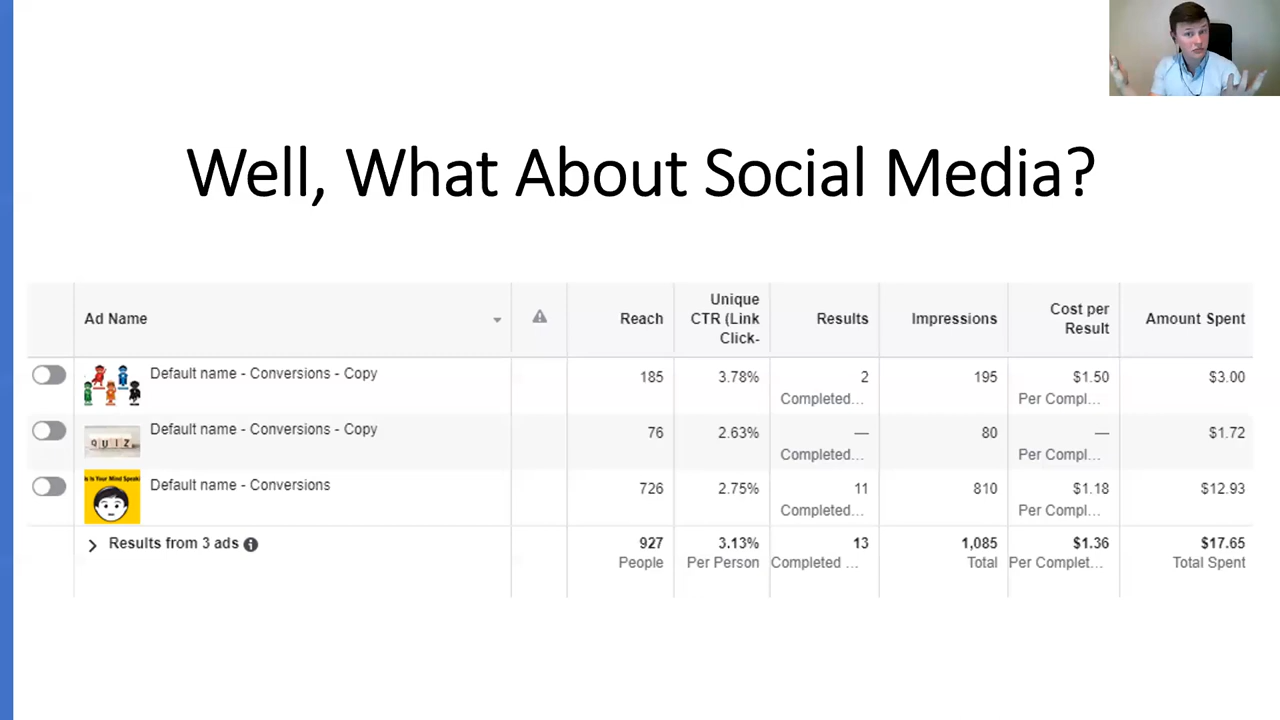 Well, What About Social Media?
Ad Name
Reach
Unique
CTR (Link
Click-
Results
Impressions
Cost per
Result
Amount Spent
Default name - Conversions - Copy
185
3.78%
2
195
$1.50
$3.00
Completed...
Per Compl...
QUIZ
Default name - Conversions - Copy
76
2.63%
—
80
—
$1.72
Completed...
Per Compl...
s Is Your Mind Speaki
Default name - Conversions
726
2.75%
11
810
$1.18
$12.93
Completed...
Per Compl...
Results from 3 ads
927
3.13%
13
1,085
$1.36
$17.65
People
Per Person
Completed ...
Total
Per Complet...
Total Spent